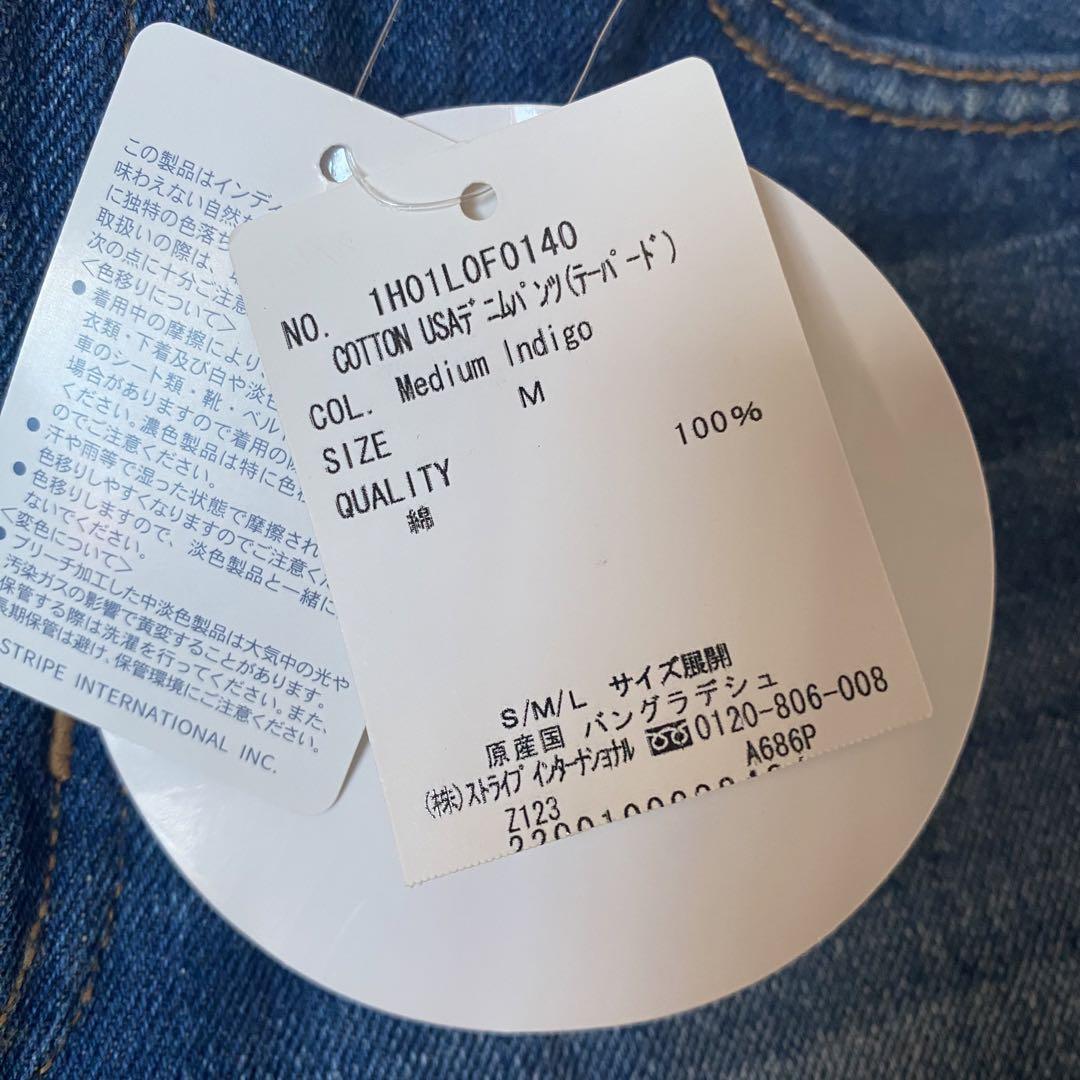 この製品はインディ
味わえない自然な
に独特の色落ち
取扱いの際は、
次の点に十分ご注意
<色移りについて>
●着用中の摩擦により、
衣類・下着及び白や淡色
車のシート類・靴・ベル
場合がありますので着用の際
ください。濃色製品は特に色移
のでご注意ください。
●汗や雨等で湿った状態で摩擦され
色移りしやすくなりますのでご注意くだ
●色移りしますので、淡色製品と一緒に
ないでください。
<変色について>
●ブリーチ加工した中淡色製品は大気中の光や
汚染ガスの影響で黄変することがあります。
保管する際は洗濯を行ってください。また、
長期保管は避け、保管環境にご注意ください。
STRIPE INTERNATIONAL INC.
NO. 1H01L0F0140
COTTON USAデニムパンツ(テーパード)
COL. Medium Indigo
SIZE M
QUALITY
綿 100%
S/M/L サイズ展開
原産国 バングラデシュ
(株)ストライプインターナショナル 0120-806-008
Z123 A686P